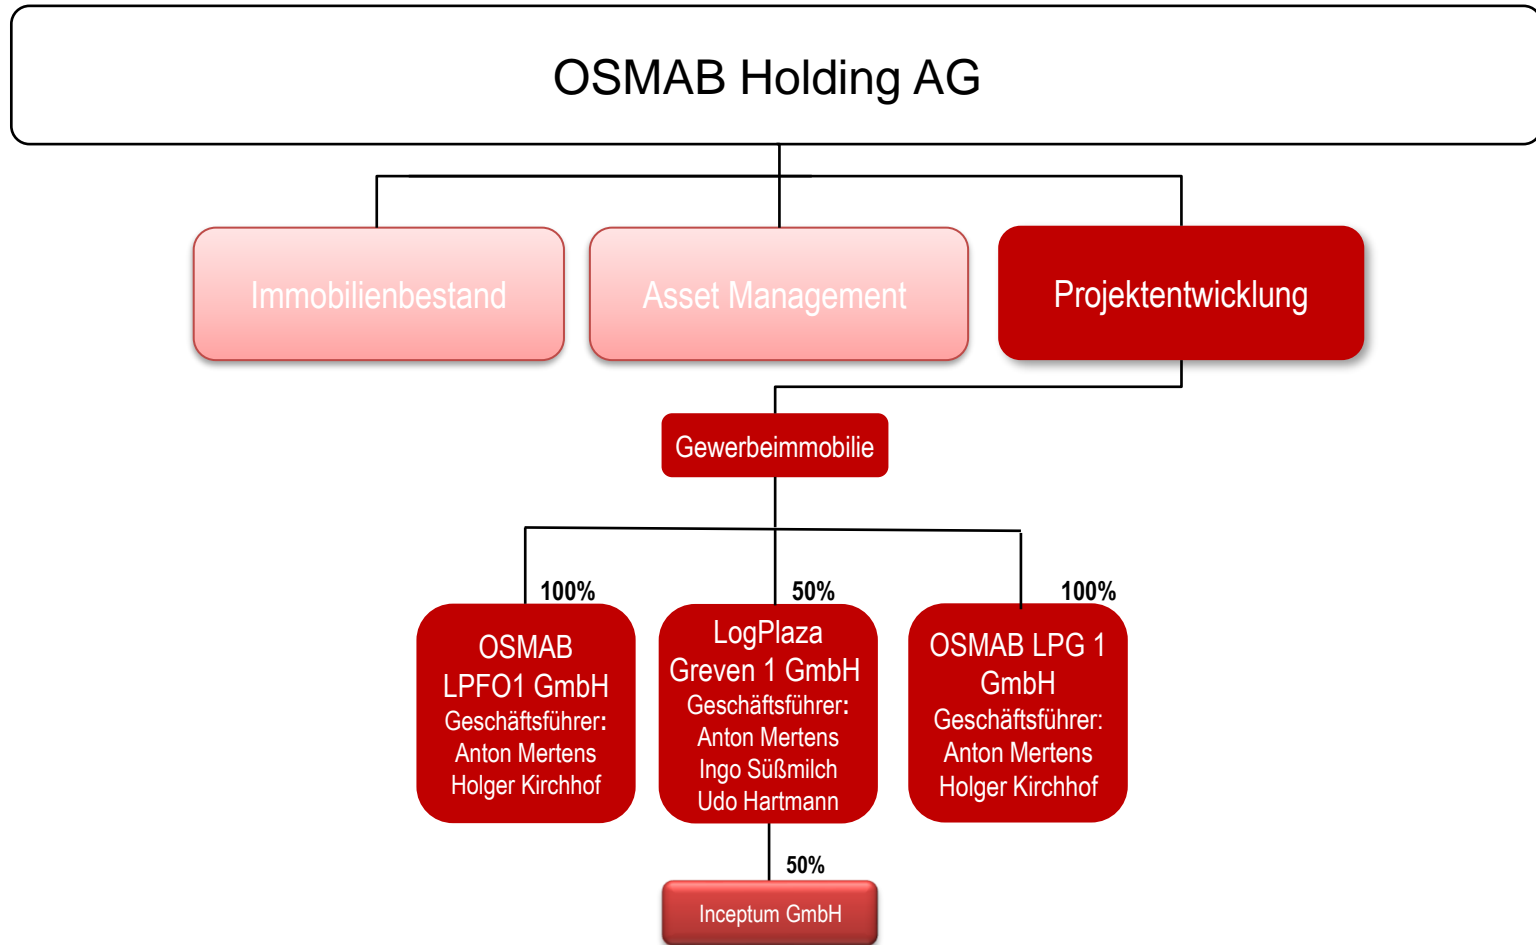 OSMAB Holding AG
Immobilienbestand
Asset Management
Projektentwicklung
Gewerbeimmobilie
100%
50%
100%
OSMAB
LPFO1 GmbH
Geschäftsführer:
Anton Mertens
Holger Kirchhof
LogPlaza
Greven 1 GmbH
Geschäftsführer:
Anton Mertens
Ingo Süßmilch
Udo Hartmann
OSMAB LPG 1
GmbH
Geschäftsführer:
Anton Mertens
Holger Kirchhof
50%
Inceptum GmbH